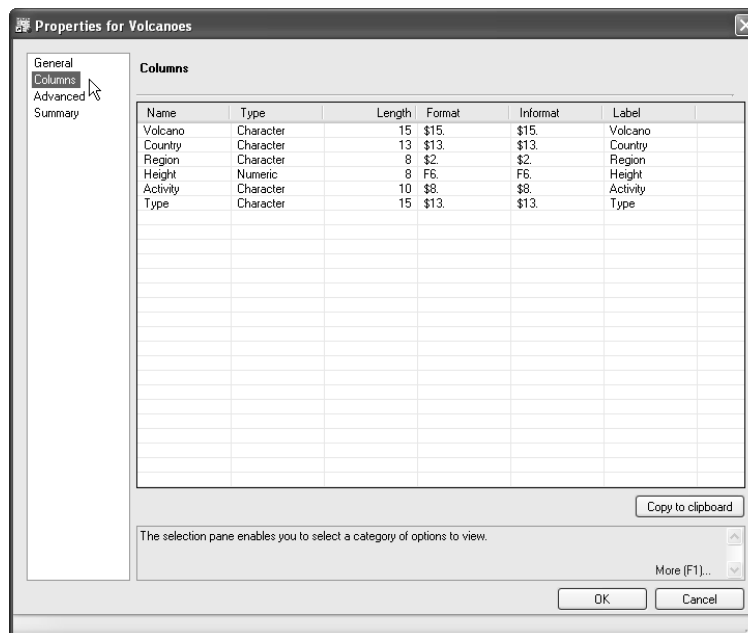 Properties for Volcanoes
General
Columns
Advanced
Summary
Columns
Name Type Length Format Informat Label
Volcano Character 15 $15. $15. Volcano
Country Character 13 $13. $13. Country
Region Character 8 $2. $2. Region
Height Numeric 8 F6. F6. Height
Activity Character 10 $8. $8. Activity
Type Character 15 $13. $13. Type
Copy to clipboard
The selection pane enables you to select a category of options to view.
More (F1)...
OK Cancel